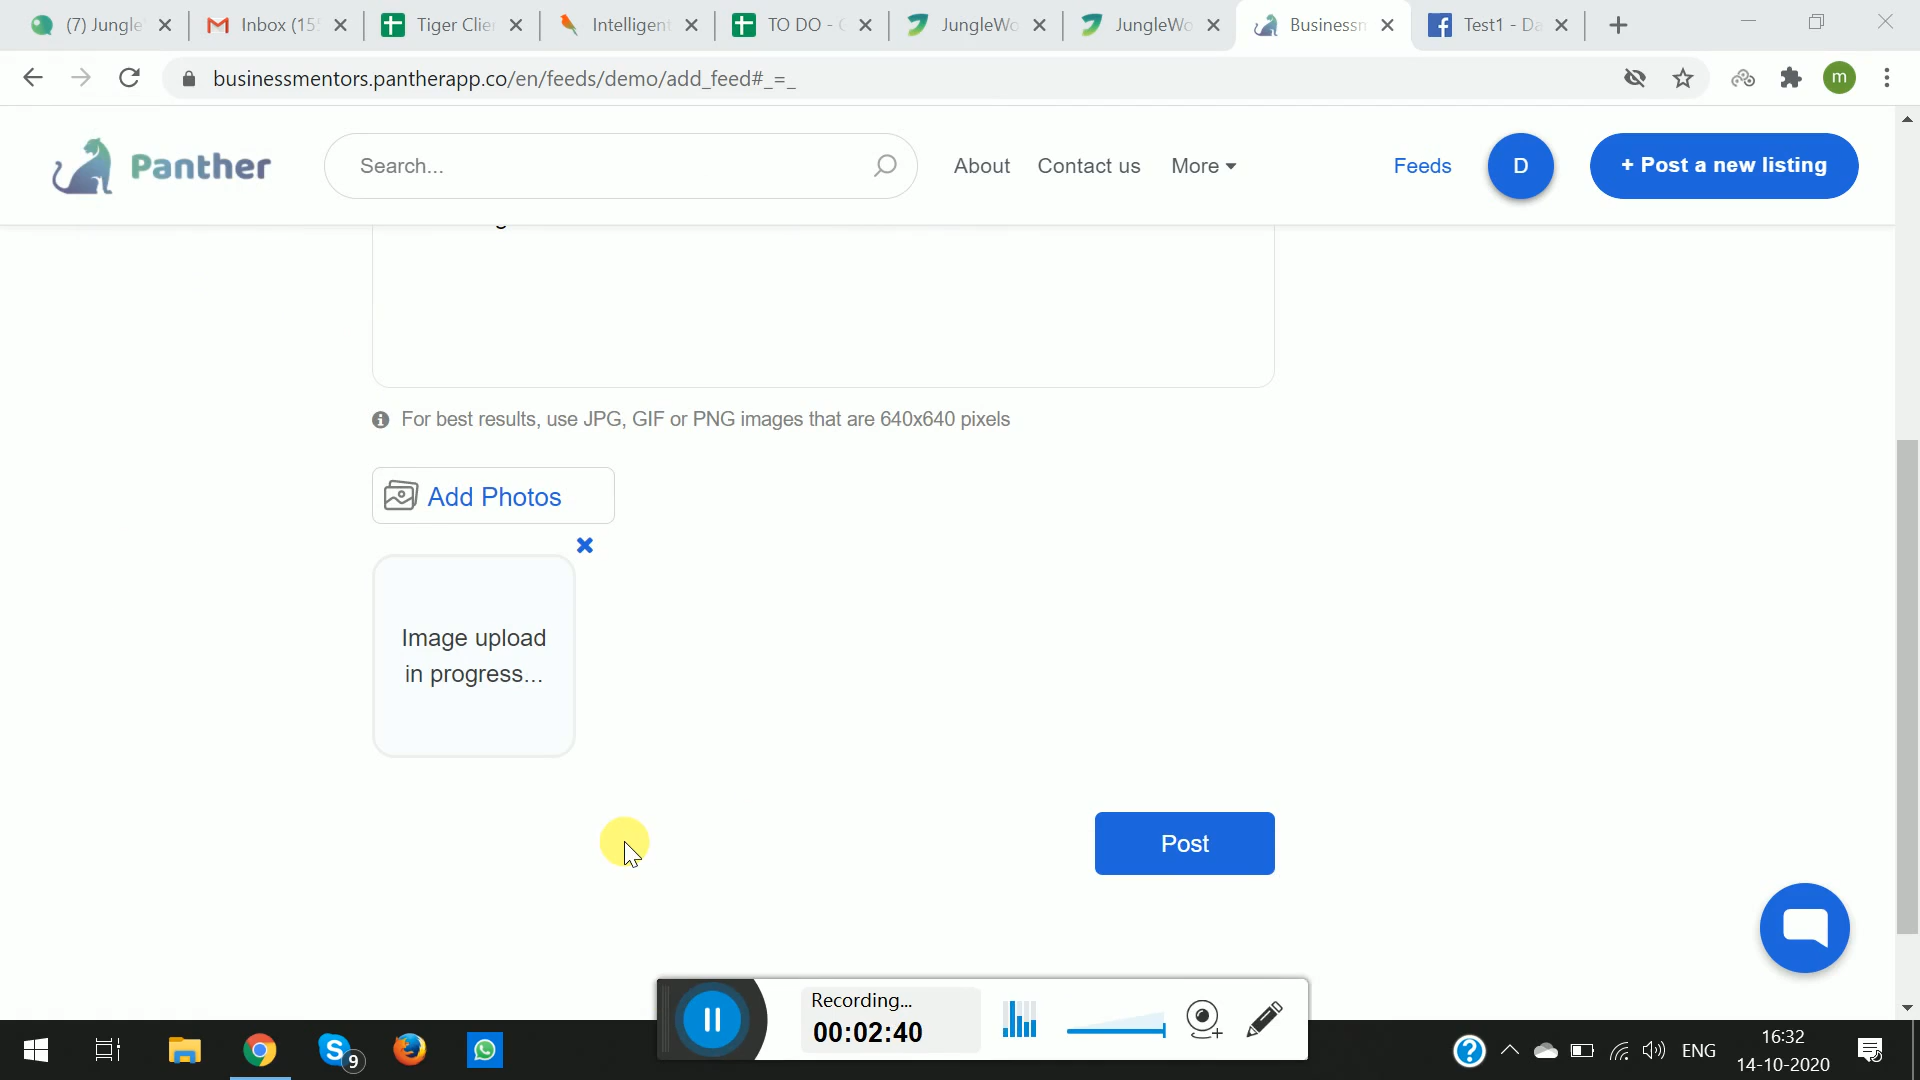 (7) Jungle
Inbox (15
Tiger Clie
Intelligen
TO DO -
JungleWo
JungleWo
Businessm
Test1 - Da
businessmentors.pantherapp.co/en/feeds/demo/add_feed#_=_
m
Panther
Search...
About
Contact us
More
Feeds
D
+ Post a new listing
For best results, use JPG, GIF or PNG images that are 640x640 pixels
Add Photos
Image upload
in progress...
Post
Recording...
00:02:40
9
ENG
16:32
14-10-2020